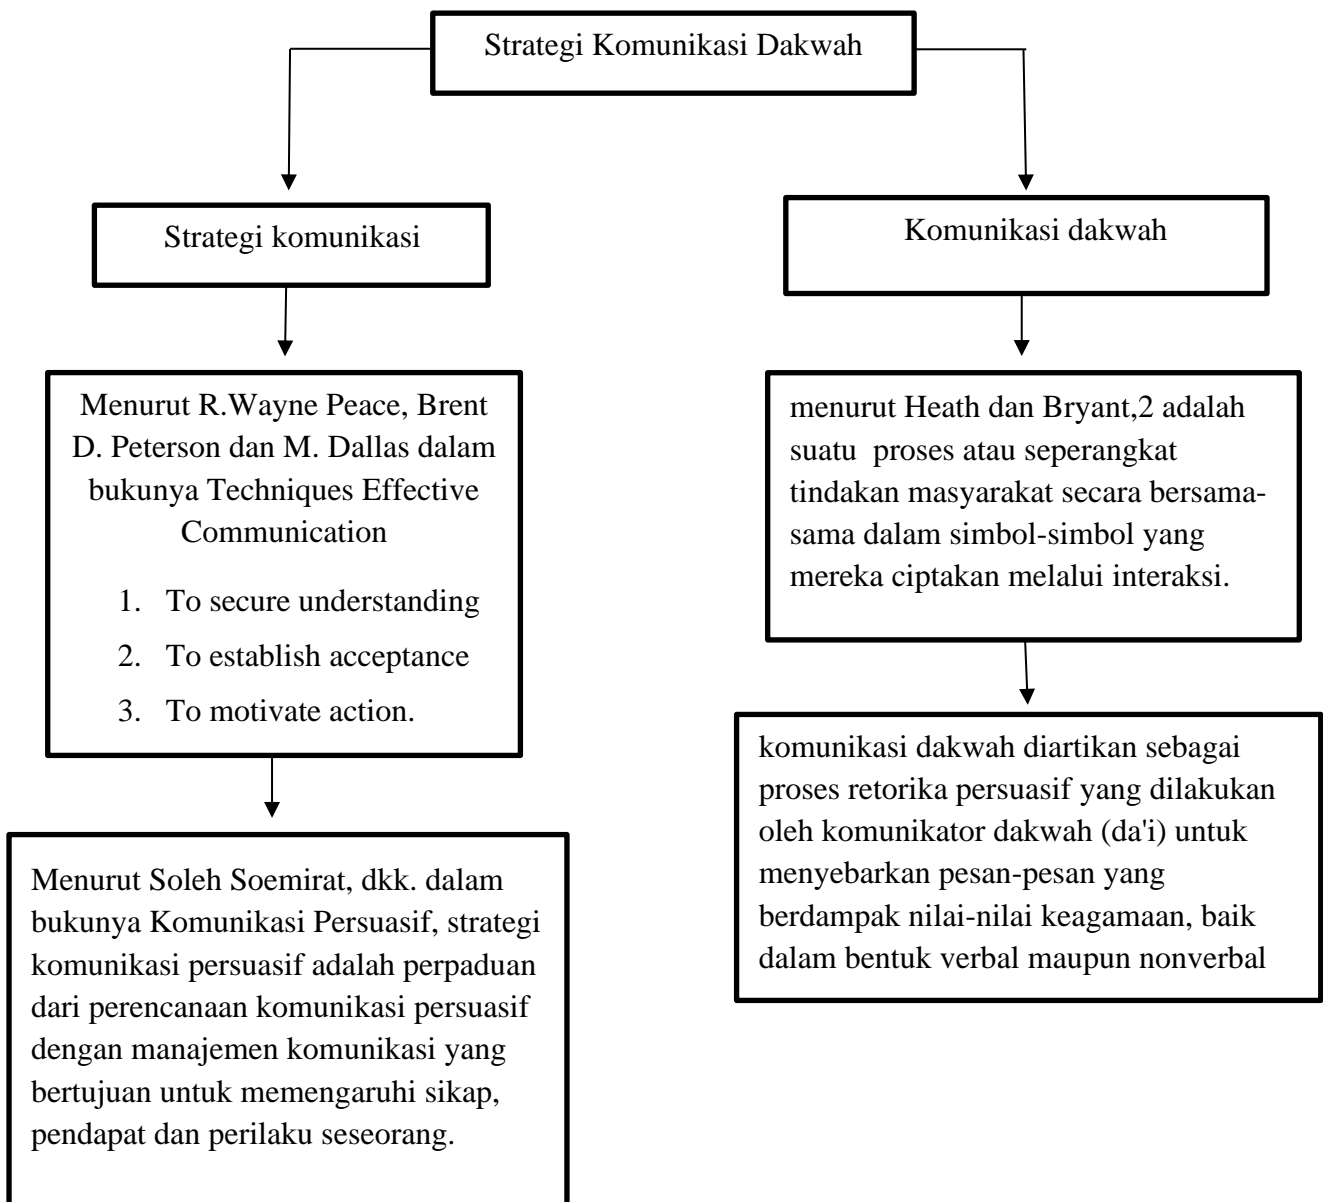 Strategi Komunikasi Dakwah
Strategi komunikasi
Komunikasi dakwah
Menurut R.Wayne Peace, Brent
D. Peterson dan M. Dallas dalam
bukunya Techniques Effective
Communication
1. To secure understanding
2. To establish acceptance
3. To motivate action.
menurut Heath dan Bryant,2 adalah
suatu proses atau seperangkat
tindakan masyarakat secara bersama-
sama dalam simbol-simbol yang
mereka ciptakan melalui interaksi.
Menurut Soleh Soemirat, dkk. dalam
bukunya Komunikasi Persuasif, strategi
komunikasi persuasif adalah perpaduan
dari perencanaan komunikasi persuasif
dengan manajemen komunikasi yang
bertujuan untuk memengaruhi sikap,
pendapat dan perilaku seseorang.
komunikasi dakwah diartikan sebagai
proses retorika persuasif yang dilakukan
oleh komunikator dakwah (da'i) untuk
menyebarkan pesan-pesan yang
berdampak nilai-nilai keagamaan, baik
dalam bentuk verbal maupun nonverbal